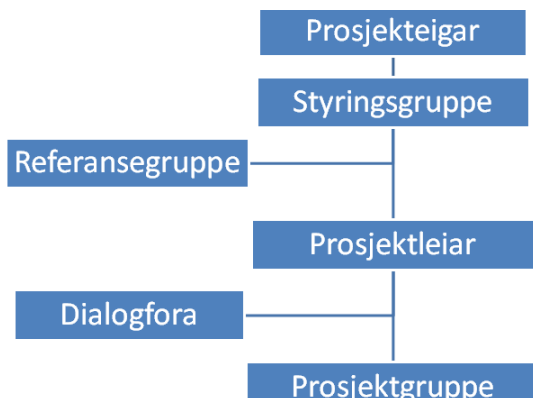 Prosjekteigar
Styringsgruppe
Referansegruppe
Prosjektleiar
Dialogfora
Prosjektgruppe